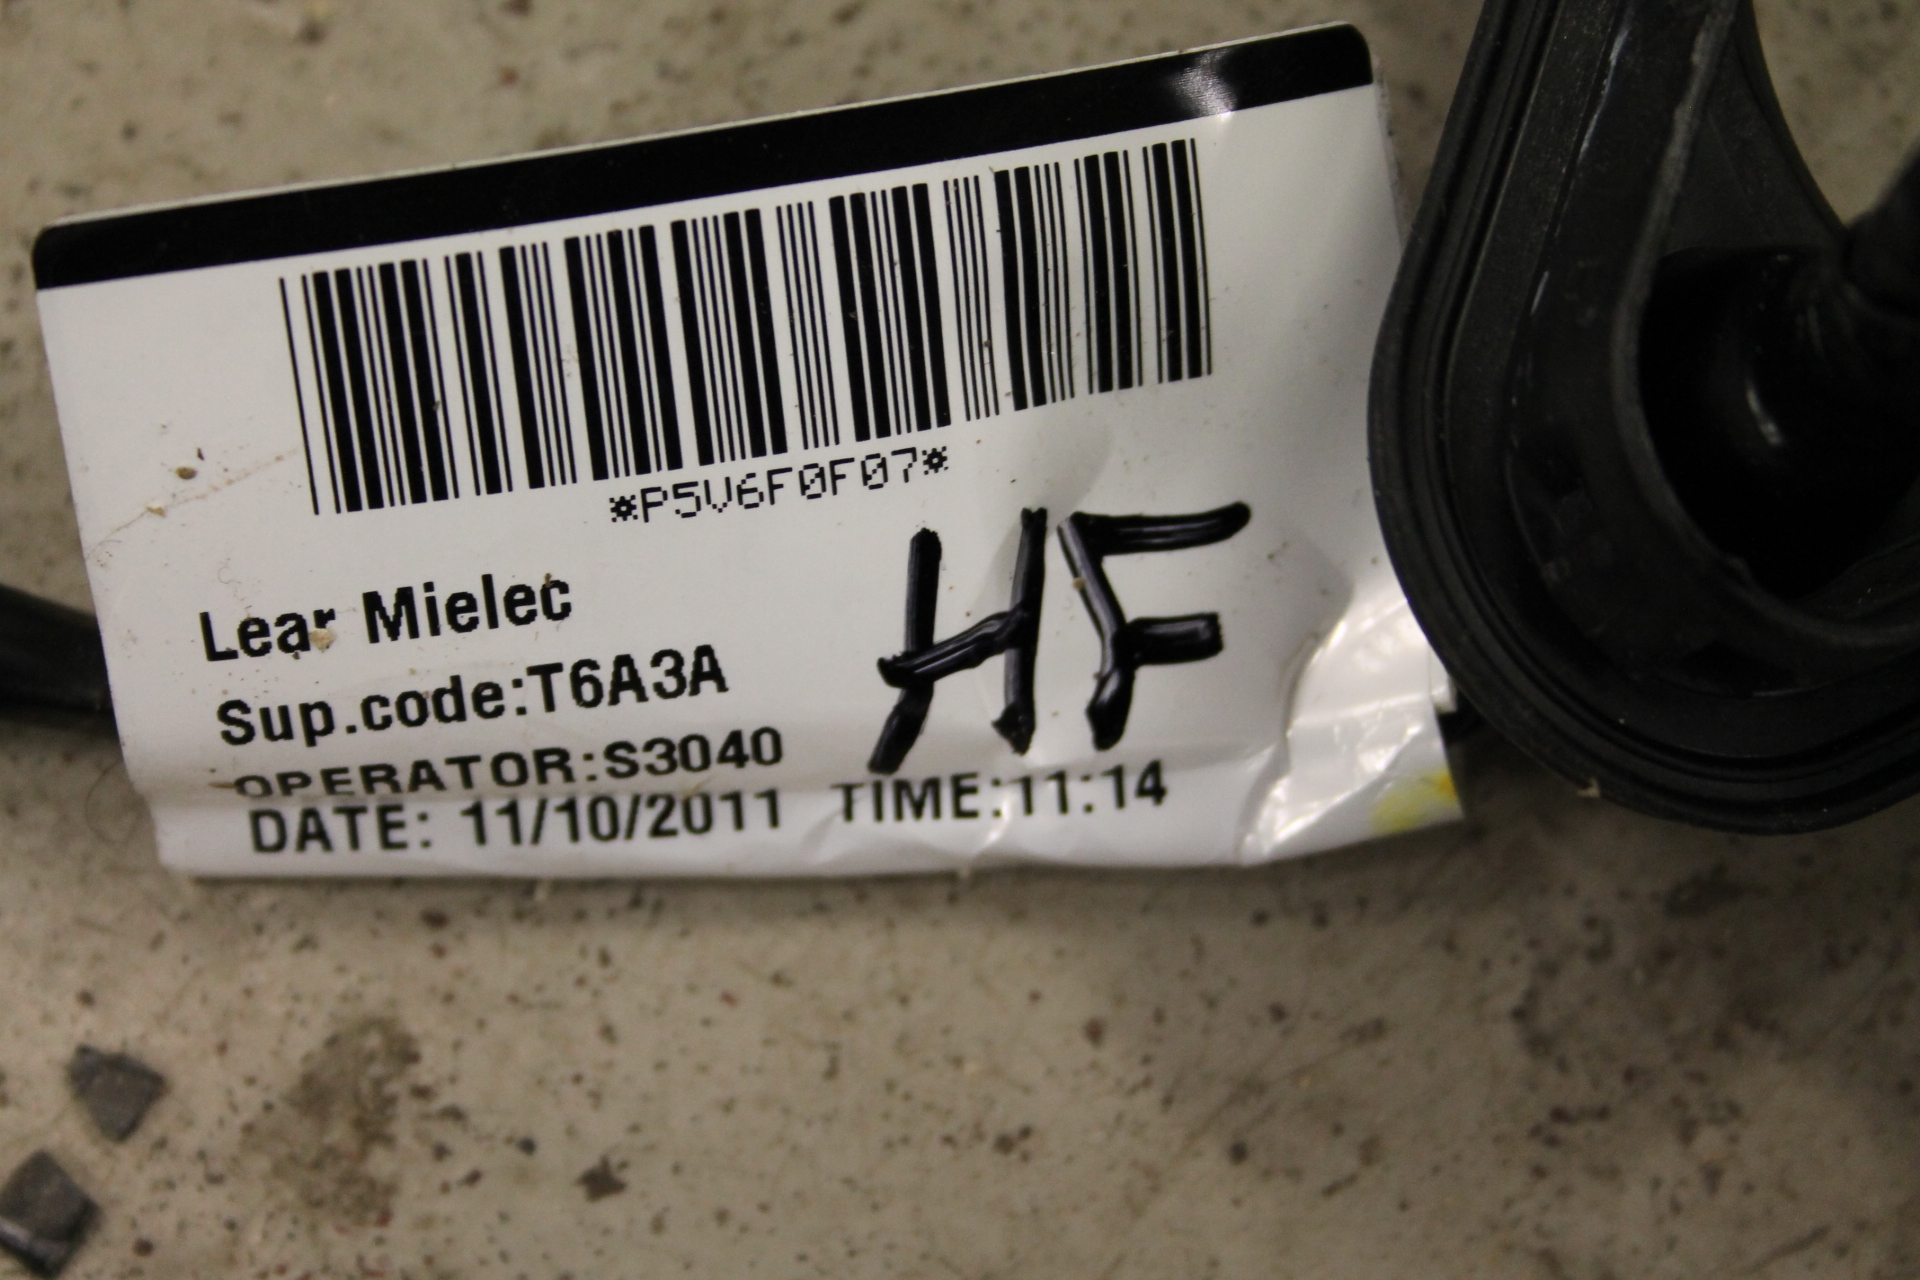 *P5V6F0F07*
HF
Lear Mielec
Sup.code:T6A3A
OPERATOR:S3040
DATE: 11/10/2011 TIME:11:14